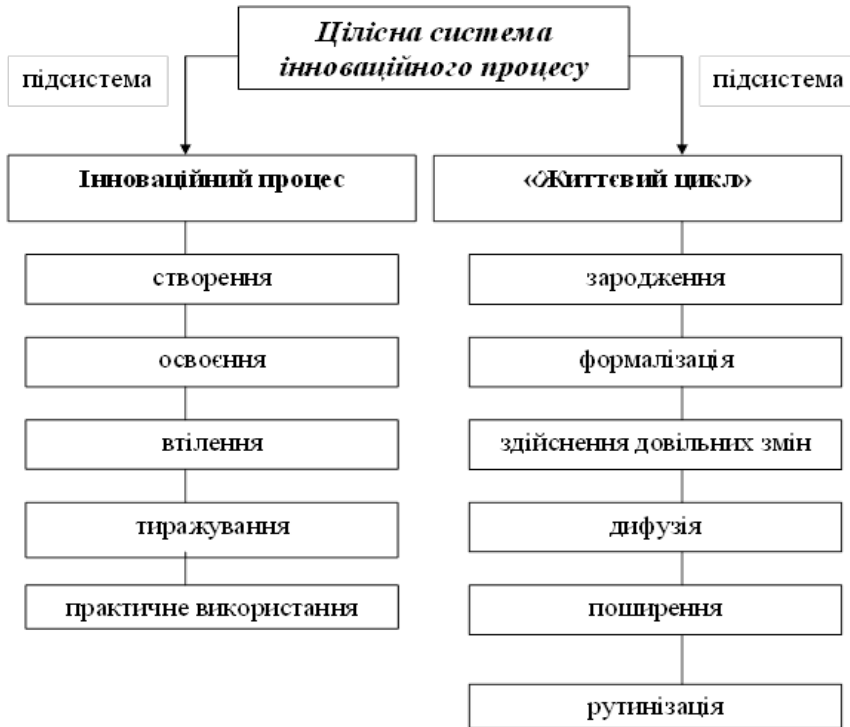 Цілісна система
інноваційного процесу
підсистема
підсистема
Інноваційний процес
«Життєвий цикл»
створення
освоєння
втілення
тиражування
практичне використання
зародження
формалізація
здійснення довільних змін
дифузія
поширення
рутинізація